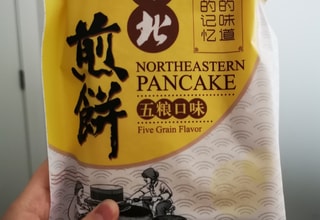 北
煎餅
的味道
的记忆
NORTHEASTERN
PANCAKE
五粮口味
Five Grain Flavor